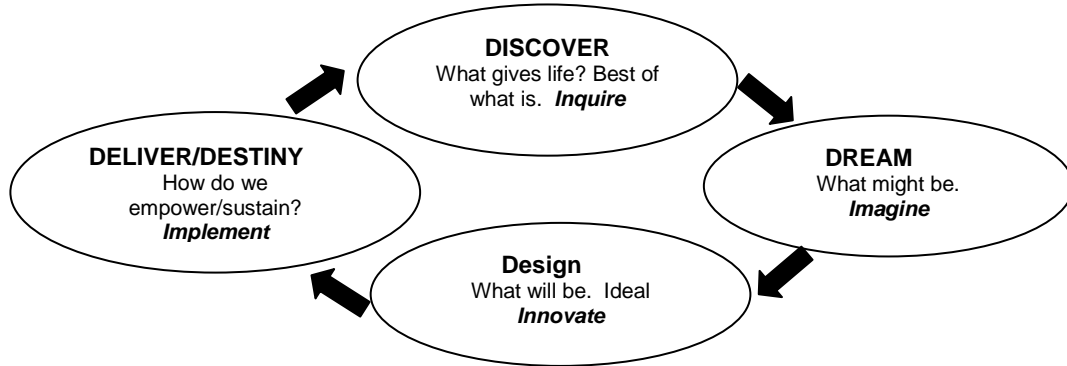 DISCOVER
What gives life? Best of
what is. Inquire
DREAM
What might be.
Imagine
Design
What will be. Ideal
Innovate
DELIVER/DESTINY
How do we
empower/sustain?
Implement